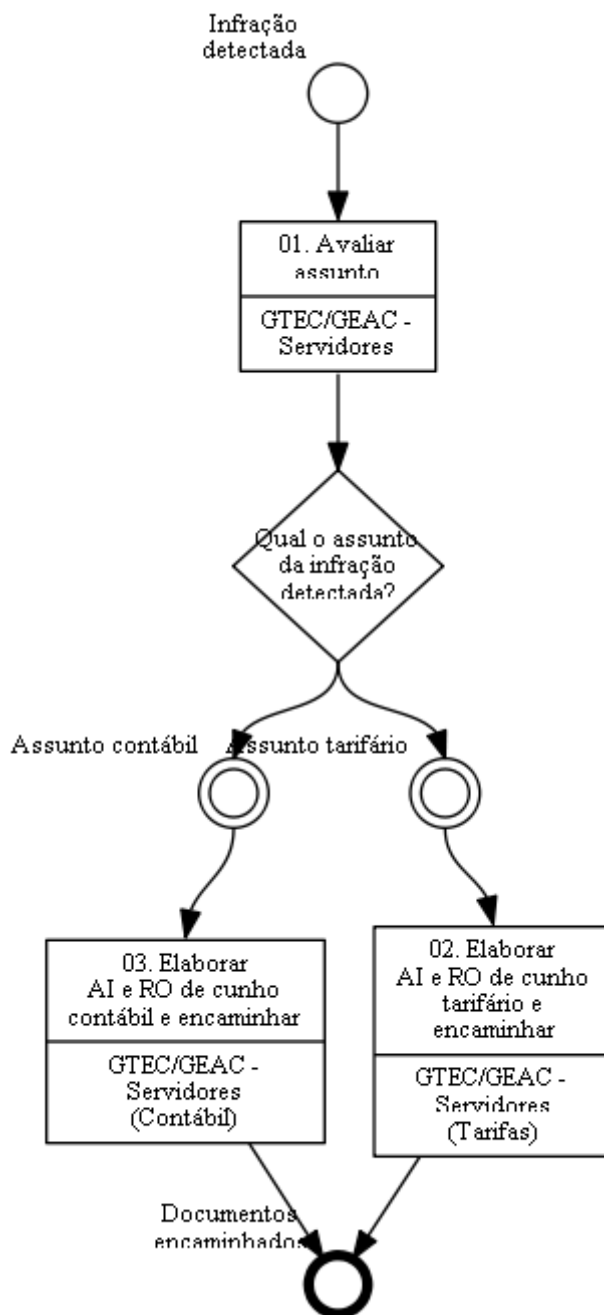 Infração
detectada
01. Avaliar
assunto
GTEC/GEAC -
Servidores
Qual o assunto
da infração
detectada?
Assunto contábil
Assunto tarifário
03. Elaborar
AI e RO de cunho
contábil e encaminhar
GTEC/GEAC -
Servidores
(Contábil)
02. Elaborar
AI e RO de cunho
tarifário e
encaminhar
GTEC/GEAC -
Servidores
(Tarifas)
Documentos
encaminhados